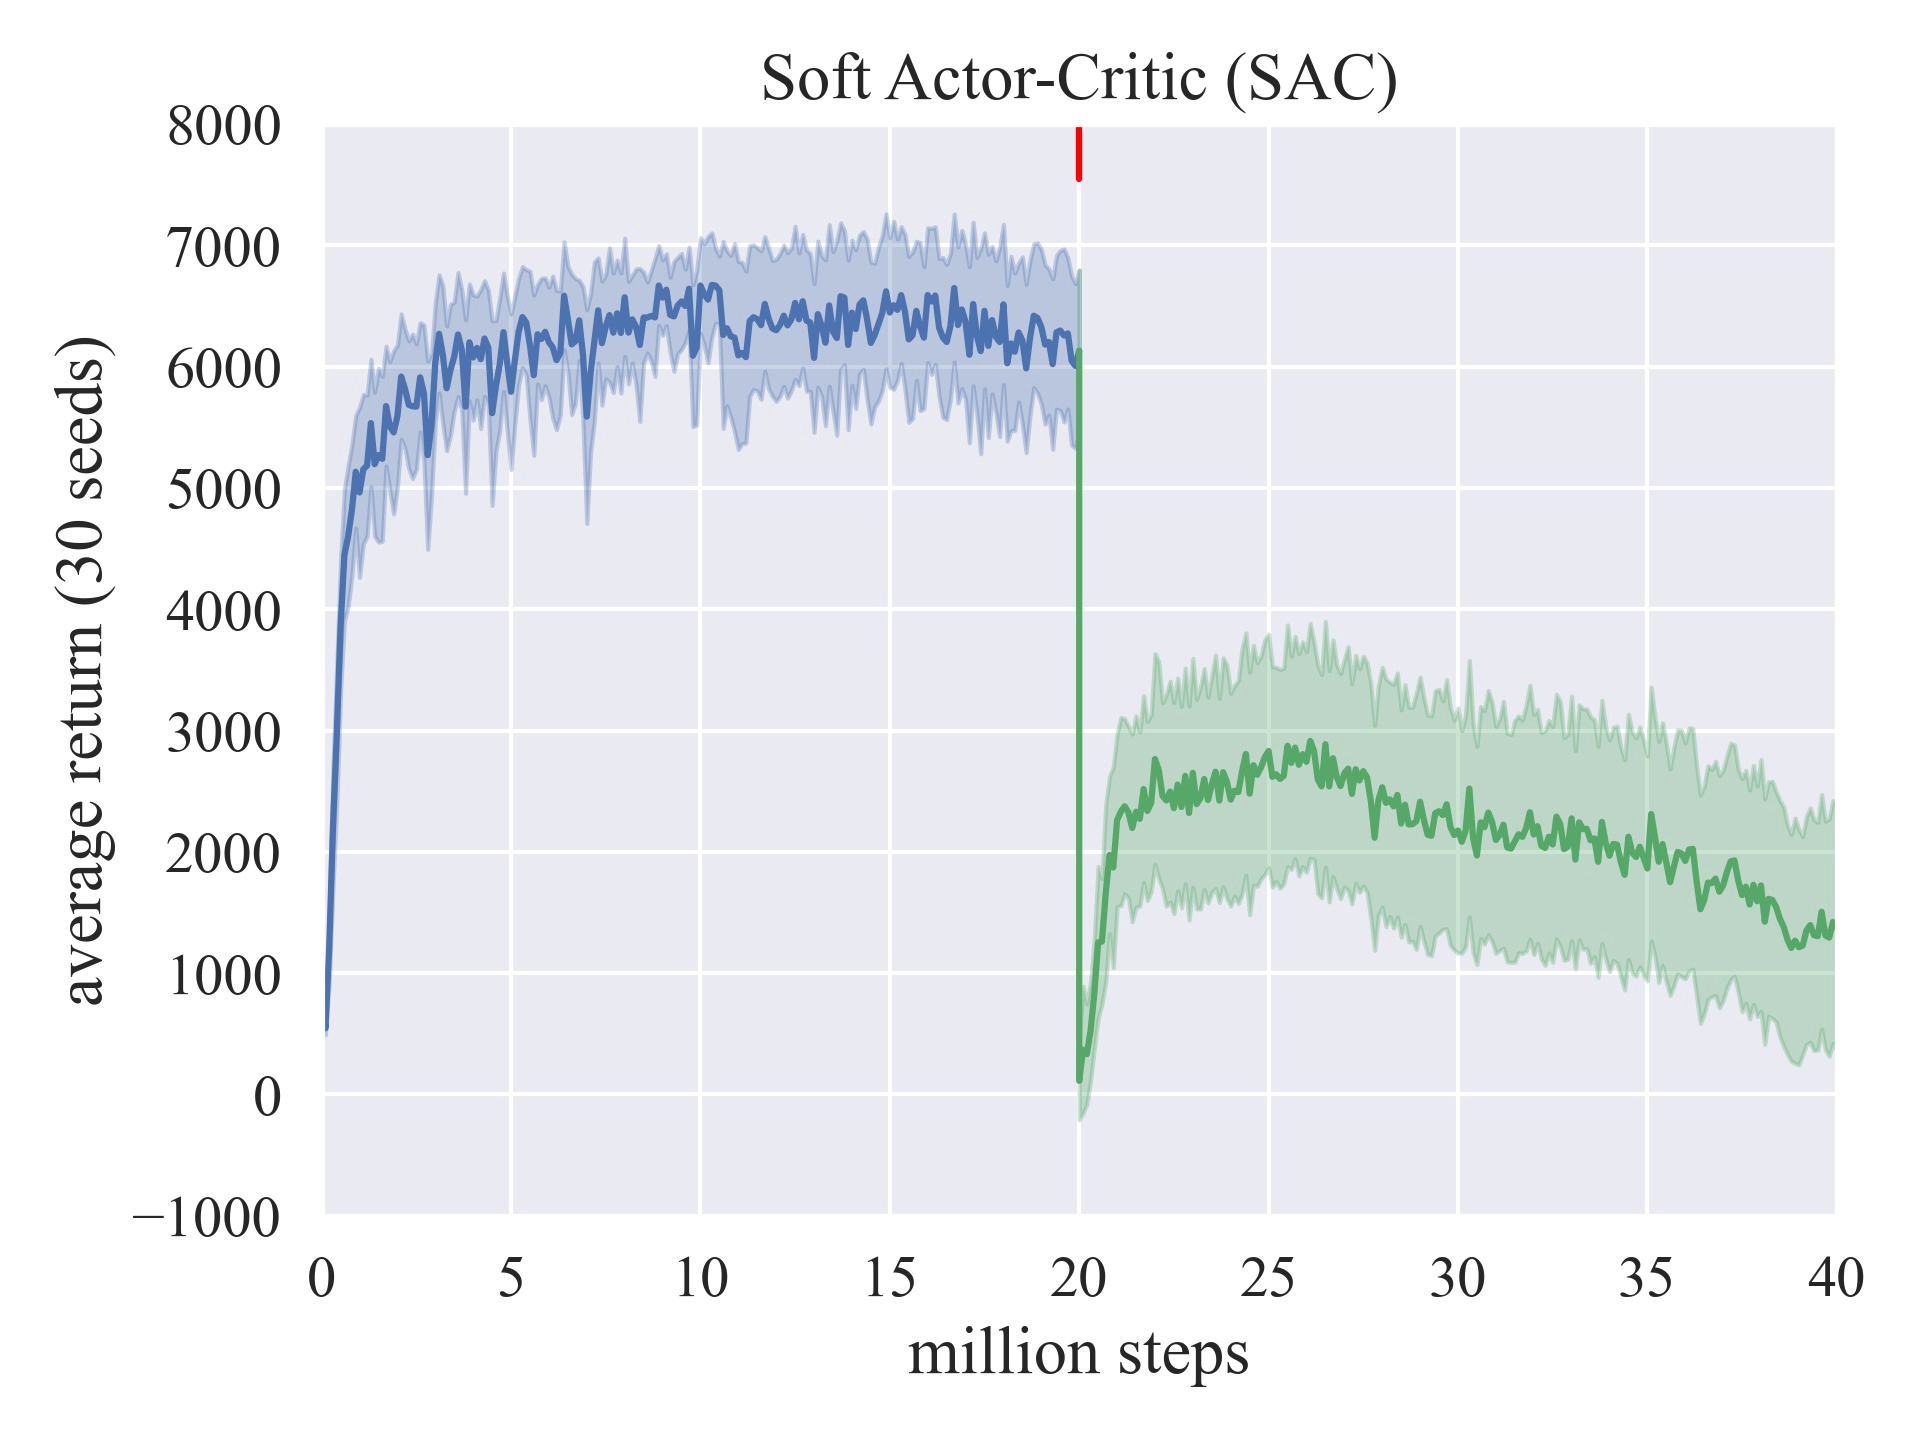 Soft Actor-Critic (SAC)
8000
7000
6000
5000
4000
3000
2000
1000
0
−1000
average return (30 seeds)
0 5 10 15 20 25 30 35 40
million steps